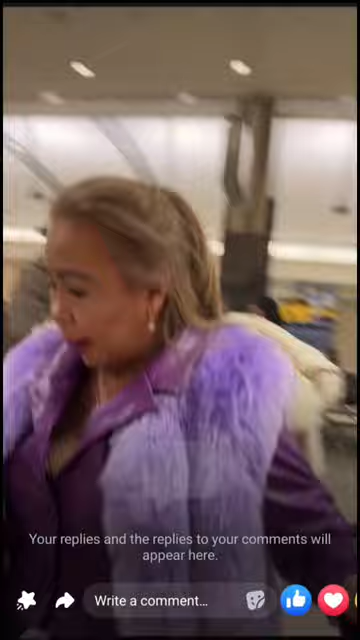 Your replies and the replies to your comments will
appear here.
Write a comment...